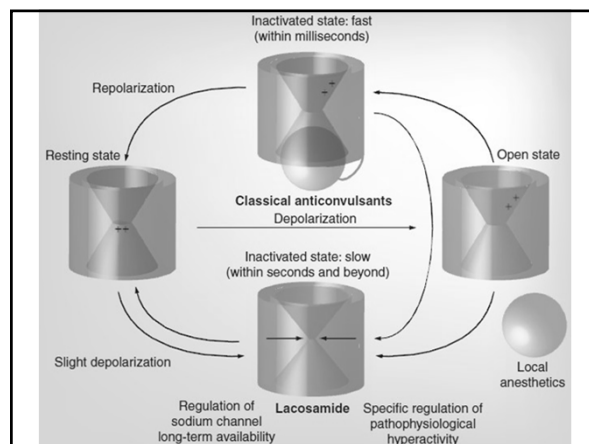 Inactivated state: fast
(within milliseconds)
Repolarization
Resting state
Open state
Classical anticonvulsants
Depolarization
Inactivated state: slow
(within seconds and beyond)
Slight depolarization
Local
anesthetics
Regulation of
sodium channel
long-term availability
Lacosamide
Specific regulation of
pathophysiological
hyperactivity